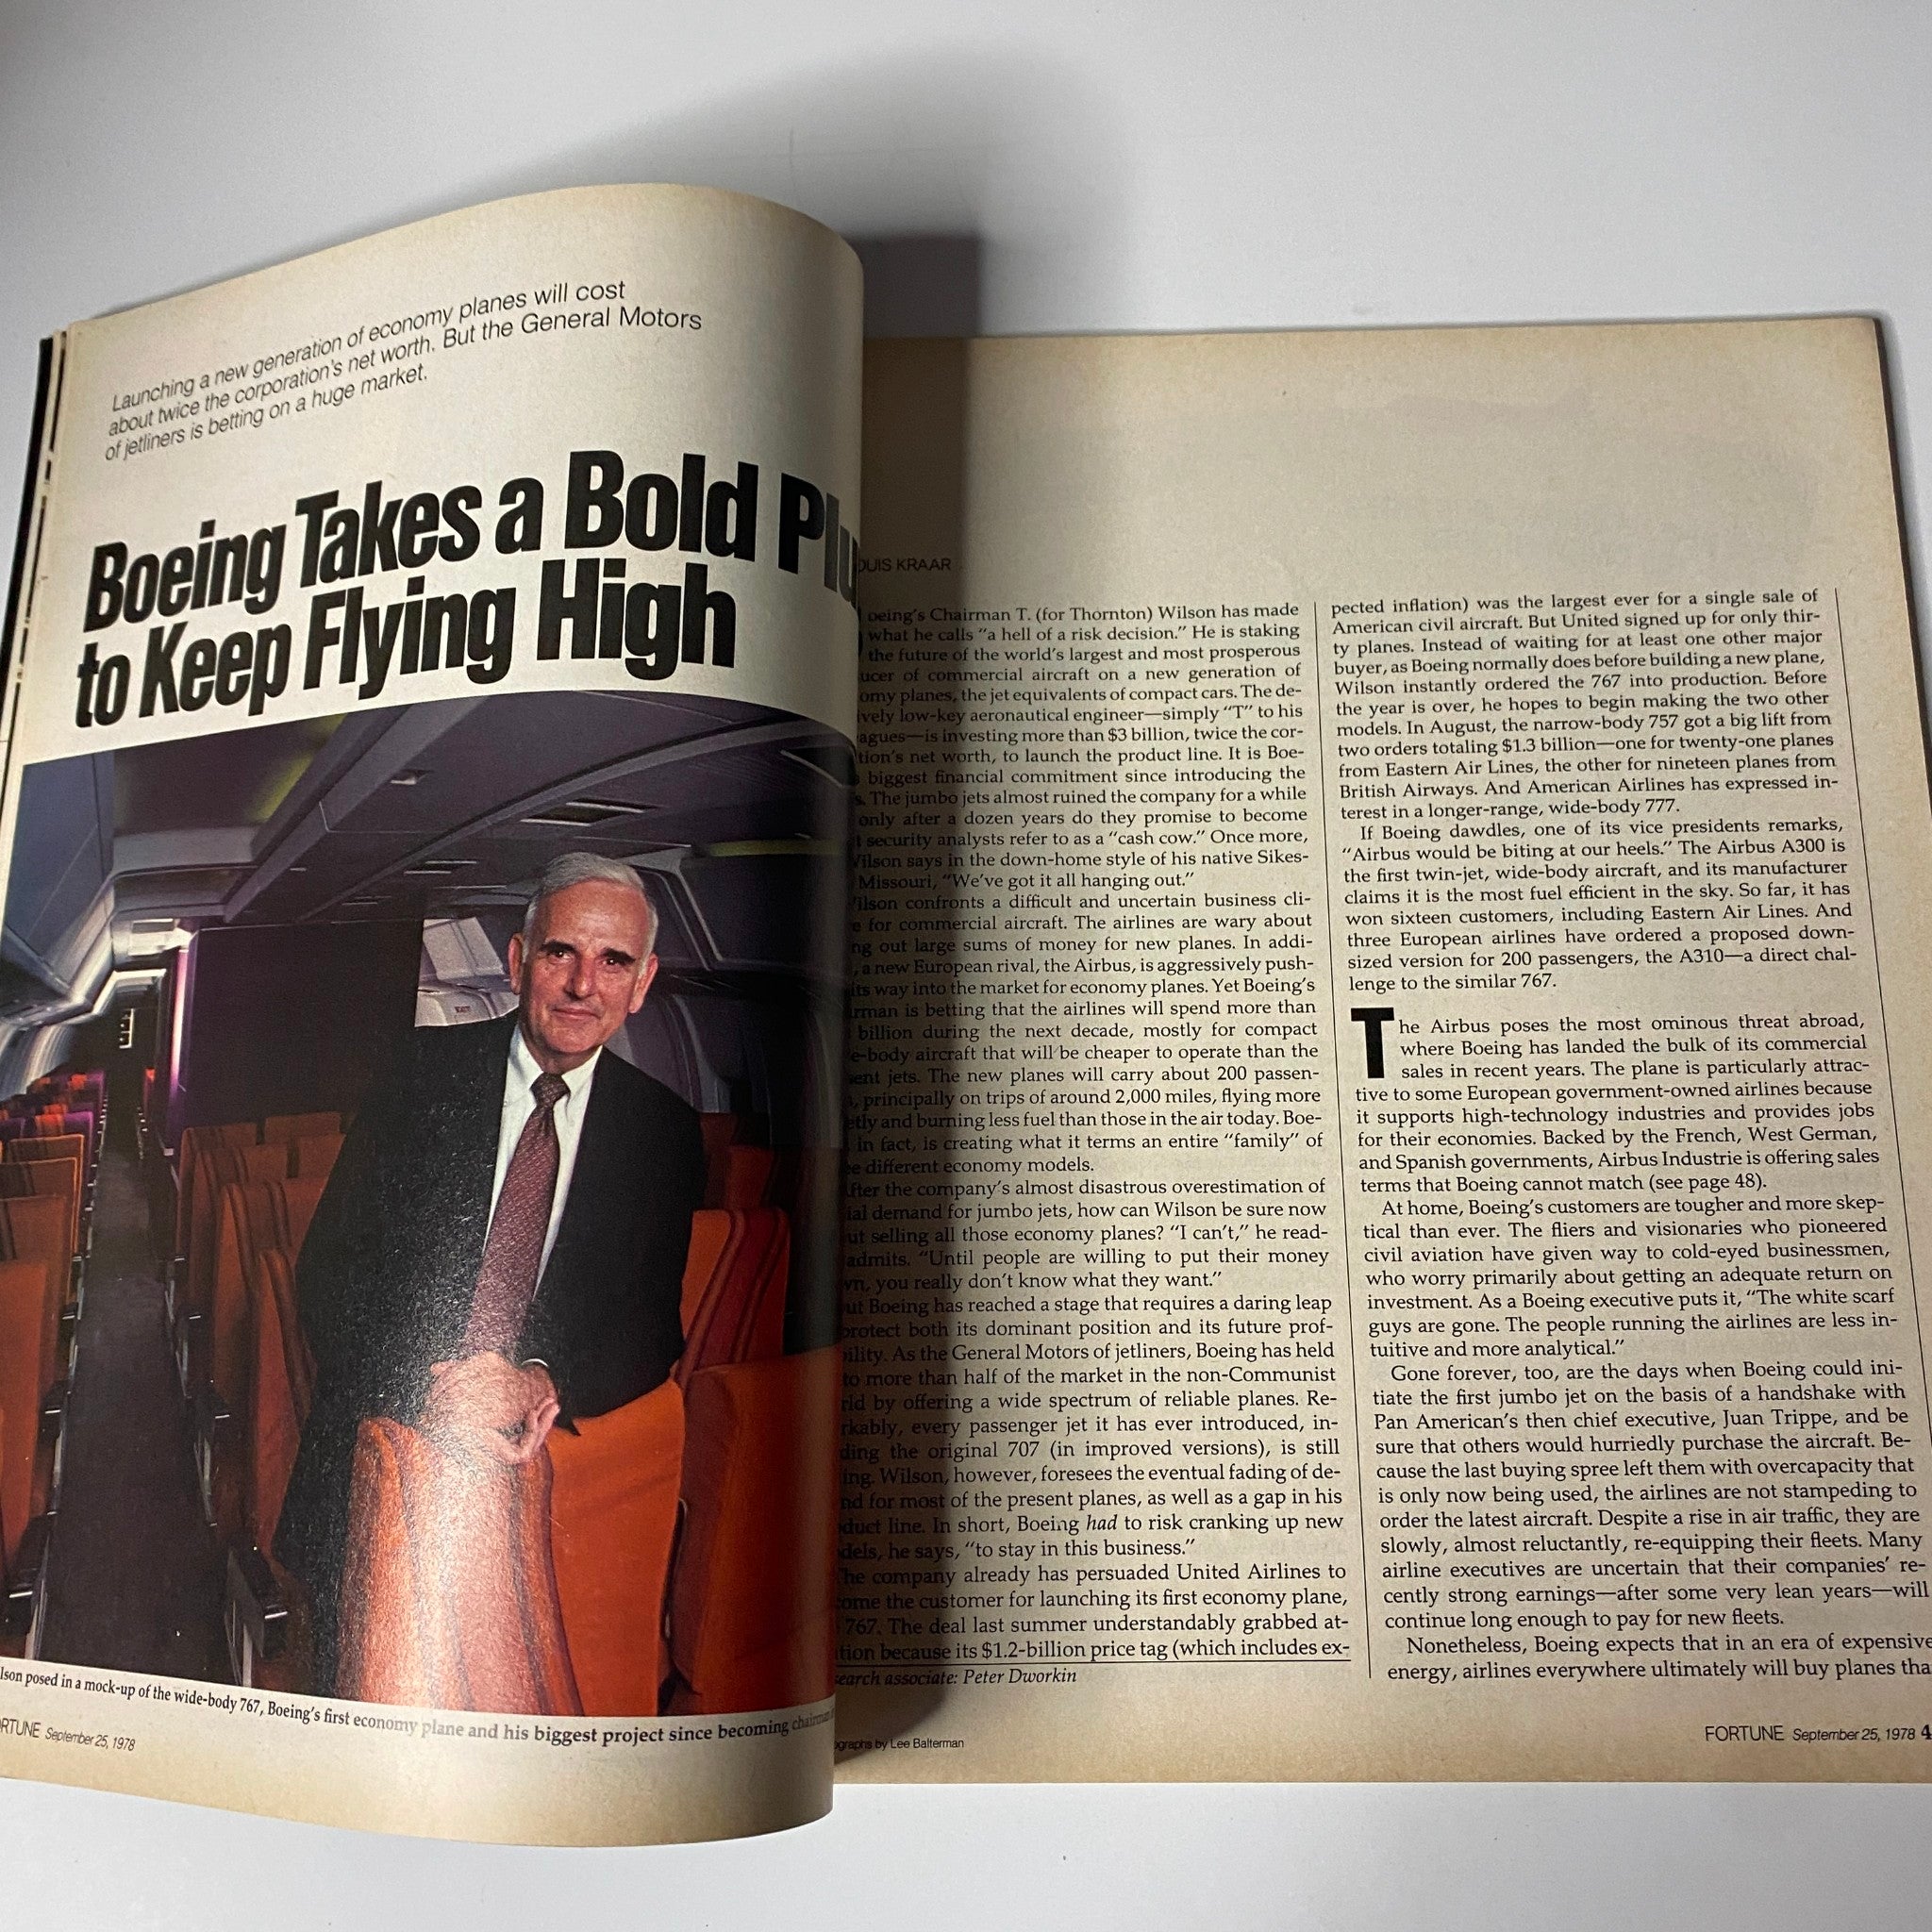 Launching a new generation of economy planes will cost
about twice the corporation's net worth. But the General Motors
of jetliners is betting on a huge market.
Boeing Takes a Bold
to Keep Flying High
posed in a mock-up of the wide-body 767, Boeing's first economy plane and his biggest project since becoming chairman
September 25, 1978
KRAAR
Chairman T. (for Thornton) Wilson has made
what he calls “a hell of a risk decision.” He is staking
the future of the world's largest and most prosperous
of commercial aircraft on a new generation of
planes, the jet equivalents of compact cars. The de-
low-key aeronautical engineer—simply “T” to his
is investing more than $3 billion, twice the cor-
net worth, to launch the product line. It is Boe-
biggest financial commitment since introducing the
The jumbo jets almost ruined the company for a while
only after a dozen years do they promise to become
security analysts refer to as a “cash cow.” Once more,
Wilson says in the down-home style of his native Sikes-
Missouri, “We've got it all hanging out.”
Wilson confronts a difficult and uncertain business cli-
for commercial aircraft. The airlines are wary about
out large sums of money for new planes. In addi-
a new European rival, the Airbus, is aggressively push-
its way into the market for economy planes. Yet Boeing's
is betting that the airlines will spend more than
billion during the next decade, mostly for compact
aircraft that will be cheaper to operate than the
jets. The new planes will carry about 200 passen-
principally on trips of around 2,000 miles, flying more
and burning less fuel than those in the air today. Boe-
in fact, is creating what it terms an entire “family” of
different economy models.
After the company's almost disastrous overestimation of
demand for jumbo jets, how can Wilson be sure now
selling all those economy planes? “I can't,” he read-
admits. “Until people are willing to put their money
you really don't know what they want.”
But Boeing has reached a stage that requires a daring leap
protect both its dominant position and its future prof-
As the General Motors of jetliners, Boeing has held
to more than half of the market in the non-Communist
by offering a wide spectrum of reliable planes. Re-
every passenger jet it has ever introduced, in-
the original 707 (in improved versions), is still
Wilson, however, foresees the eventual fading of de-
for most of the present planes, as well as a gap in his
line. In short, Boeing had to risk cranking up new
he says, “to stay in this business.”
The company already has persuaded United Airlines to
the customer for launching its first economy plane,
767. The deal last summer understandably grabbed at-
because its $1.2-billion price tag (which includes ex-
associate: Peter Dworkin
by Lee Balterman
pected inflation) was the largest ever for a single sale of
American civil aircraft. But United signed up for only thir-
ty planes. Instead of waiting for at least one other major
buyer, as Boeing normally does before building a new plane,
Wilson instantly ordered the 767 into production. Before
the year is over, he hopes to begin making the two other
models. In August, the narrow-body 757 got a big lift from
two orders totaling $1.3 billion—one for twenty-one planes
from Eastern Air Lines, the other for nineteen planes from
British Airways. And American Airlines has expressed in-
terest in a longer-range, wide-body 777.
If Boeing dawdles, one of its vice presidents remarks,
“Airbus would be biting at our heels.” The Airbus A300 is
the first twin-jet, wide-body aircraft, and its manufacturer
claims it is the most fuel efficient in the sky. So far, it has
won sixteen customers, including Eastern Air Lines. And
three European airlines have ordered a proposed down-
sized version for 200 passengers, the A310—a direct chal-
lenge to the similar 767.
The Airbus poses the most ominous threat abroad,
where Boeing has landed the bulk of its commercial
sales in recent years. The plane is particularly attrac-
tive to some European government-owned airlines because
it supports high-technology industries and provides jobs
for their economies. Backed by the French, West German,
and Spanish governments, Airbus Industrie is offering sales
terms that Boeing cannot match (see page 48).
At home, Boeing's customers are tougher and more skep-
tical than ever. The fliers and visionaries who pioneered
civil aviation have given way to cold-eyed businessmen,
who worry primarily about getting an adequate return on
investment. As a Boeing executive puts it, “The white scarf
guys are gone. The people running the airlines are less in-
tuitive and more analytical.”
Gone forever, too, are the days when Boeing could ini-
tiate the first jumbo jet on the basis of a handshake with
Pan American's then chief executive, Juan Trippe, and be
sure that others would hurriedly purchase the aircraft. Be-
cause the last buying spree left them with overcapacity that
is only now being used, the airlines are not stampeding to
order the latest aircraft. Despite a rise in air traffic, they are
slowly, almost reluctantly, re-equipping their fleets. Many
airline executives are uncertain that their companies' re-
cently strong earnings—after some very lean years—will
continue long enough to pay for new fleets.
Nonetheless, Boeing expects that in an era of expensive
energy, airlines everywhere ultimately will buy planes
FORTUNE September 25, 1978